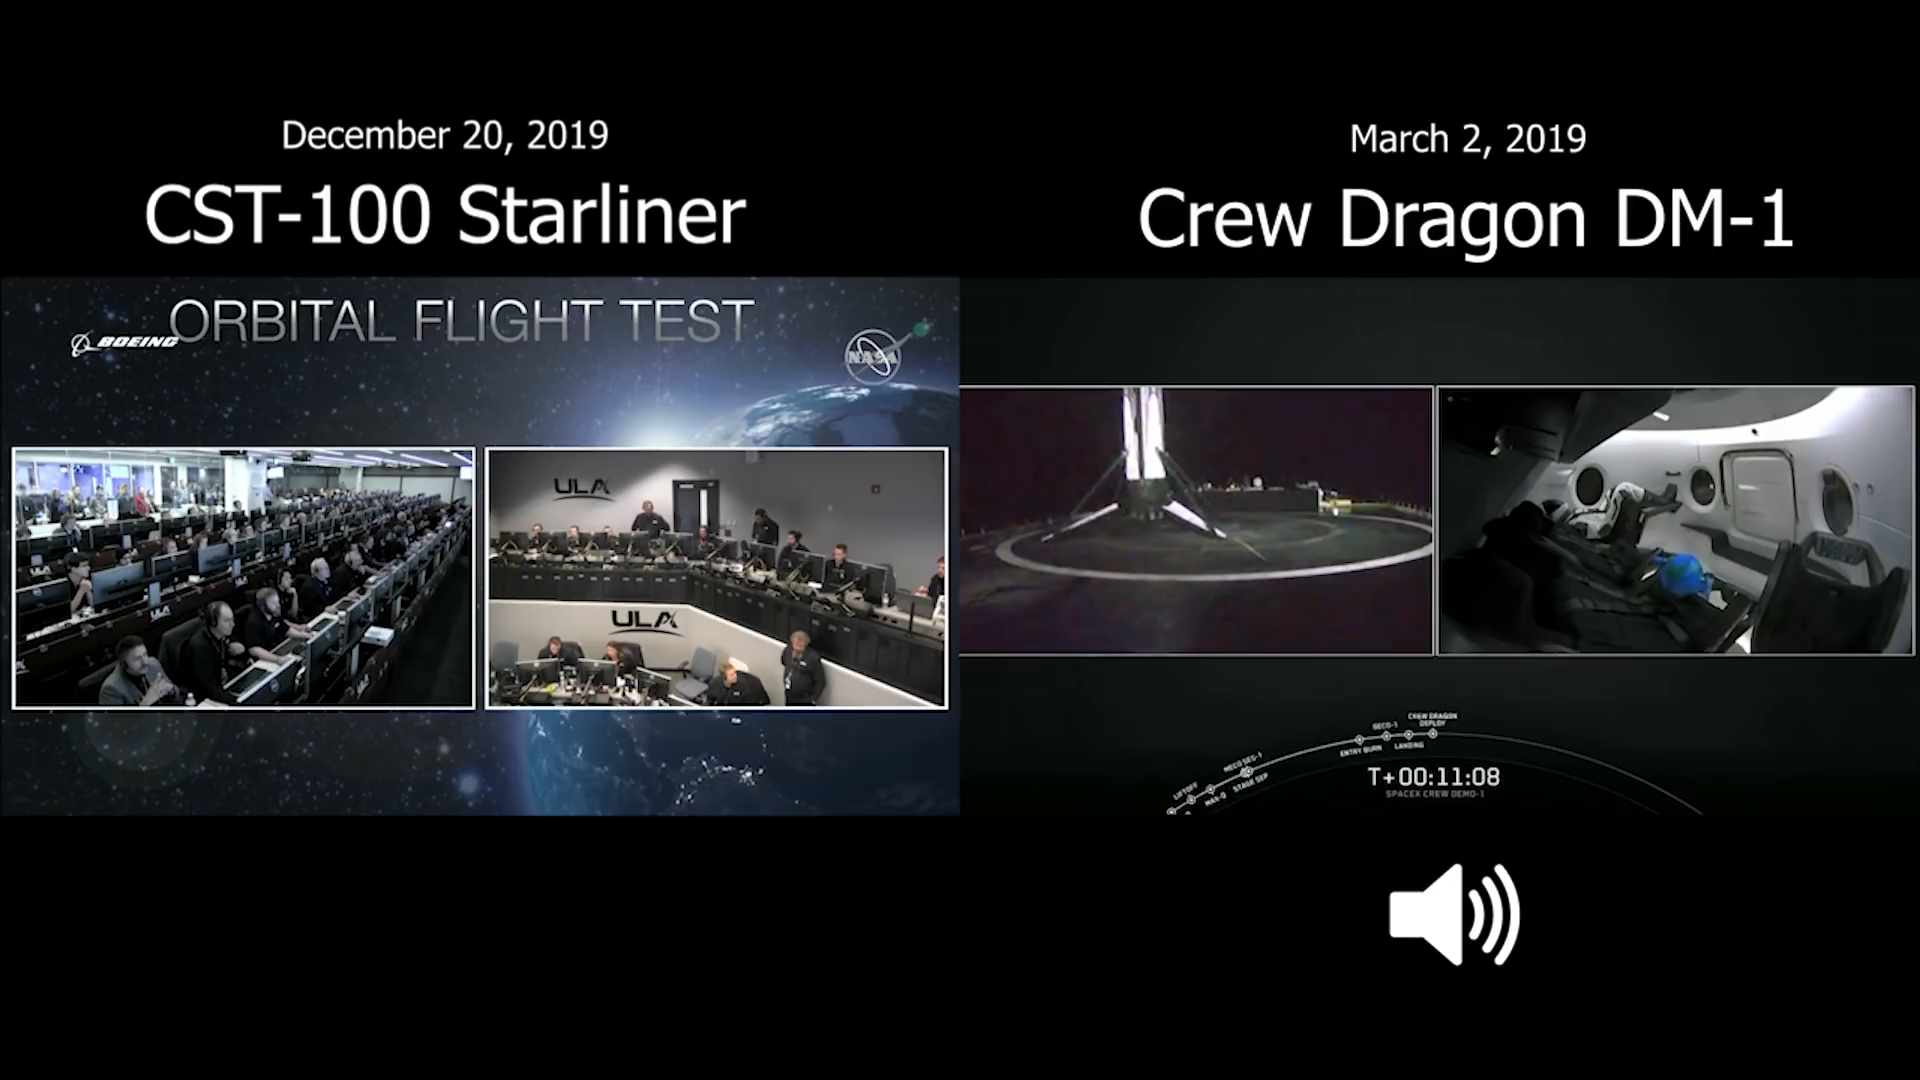 December 20, 2019
CST-100 Starliner
ORBITAL FLIGHT TEST
BOEING
NASA
ULA
ULA
March 2, 2019
Crew Dragon DM-1
LIFTOFF
MAX-Q
MECO SES-1
STAGE SEP
ENTRY BURN
SECO-1
LANDING
CREW DRAGON
DEPLOY
T+00:11:08
SPACEX CREW DEMO-1